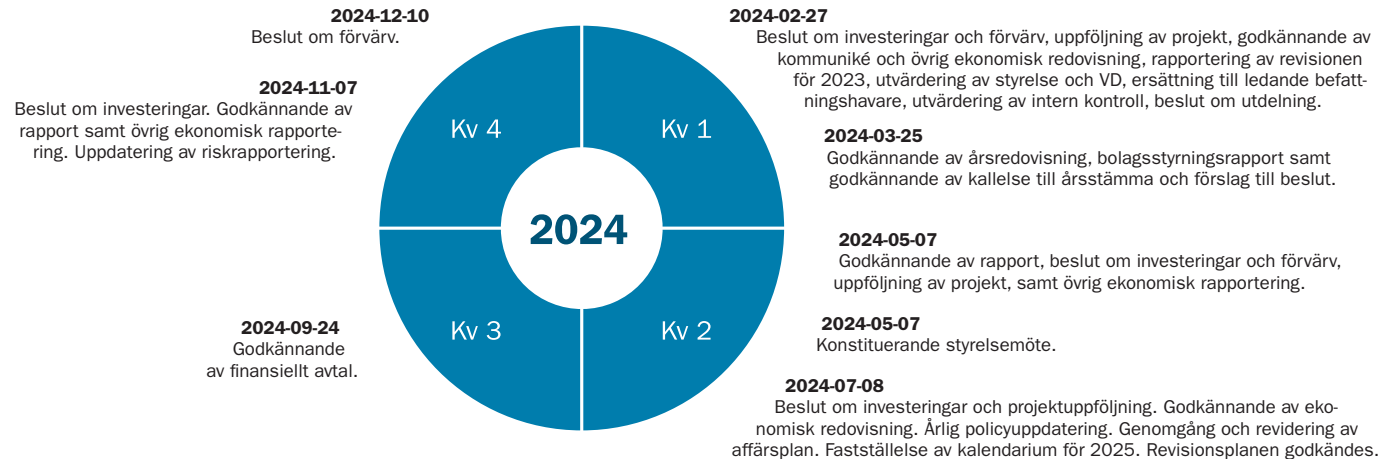 2024-12-10
Beslut om förvärv.
2024-11-07
Beslut om investeringar. Godkännande av
rapport samt övrig ekonomisk rapporte-
ring. Uppdatering av riskrapportering.
2024-09-24
Godkännande
av finansiellt avtal.
Kv 4
Kv 1
2024
Kv 3
Kv 2
2024-02-27
Beslut om investeringar och förvärv, uppföljning av projekt, godkännande av
kommuniké och övrig ekonomisk redovisning, rapportering av revisionen
för 2023, utvärdering av styrelse och VD, ersättning till ledande befatt-
ningshavare, utvärdering av intern kontroll, beslut om utdelning.
2024-03-25
Godkännande av årsredovisning, bolagsstyrningsrapport samt
godkännande av kallelse till årsstämma och förslag till beslut.
2024-05-07
Godkännande av rapport, beslut om investeringar och förvärv,
uppföljning av projekt, samt övrig ekonomisk rapportering.
2024-05-07
Konstituerande styrelsemöte.
2024-07-08
Beslut om investeringar och projektuppföljning. Godkännande av eko-
nomisk redovisning. Årlig policyuppdatering. Genomgång och revidering av
affärsplan. Fastställelse av kalendarium för 2025. Revisionsplanen godkändes.